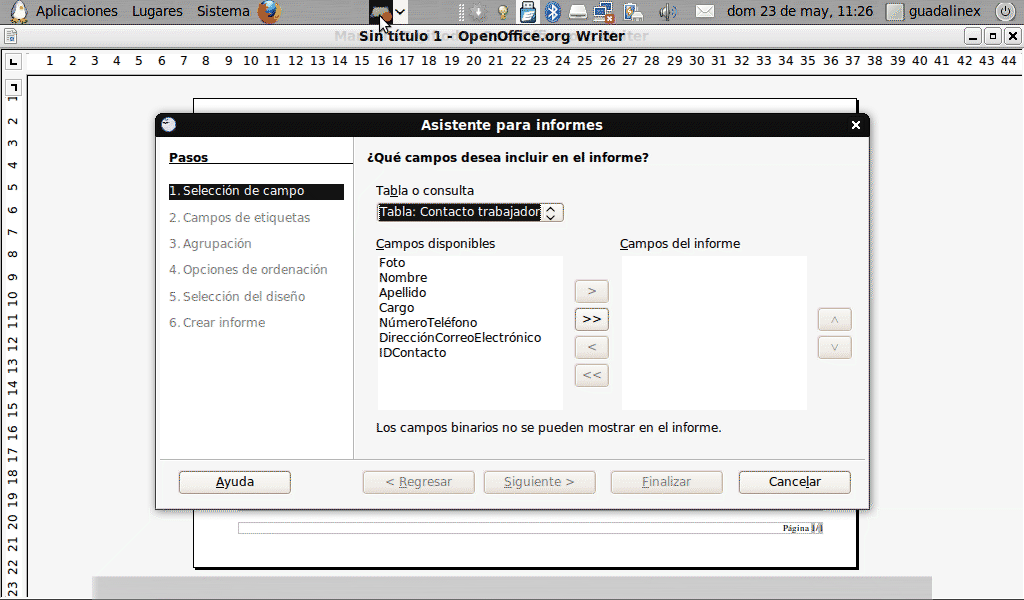 Aplicaciones Lugares Sistema dom 23 de may, 11:26 guadalinex
Sin título 1 - OpenOffice.org Writer
1 2 3 4 5 6 7 8 9 10 11 12 13 14 15 16 17 18 19 20 21 22 23 24 25 26 27 28 29 30 31 32 33 34 35 36 37 38 39 40 41 42 43 44
1
2
3
4
5
6
7
8
9
10
11
12
13
14
15
16
17
18
19
20
21
22
23
Asistente para informes
Pasos
1. Selección de campo
2. Campos de etiquetas
3. Agrupación
4. Opciones de ordenación
5. Selección del diseño
6. Crear informe
¿Qué campos desea incluir en el informe?
Tabla o consulta
Tabla: Contacto trabajador
Campos disponibles
Foto
Nombre
Apellido
Cargo
NúmeroTeléfono
DirecciónCorreoElectrónico
IDContacto
>
>>
<
<<
Campos del informe
Los campos binarios no se pueden mostrar en el informe.
Ayuda < Regresar Siguiente > Finalizar Cancelar
Página 1/1